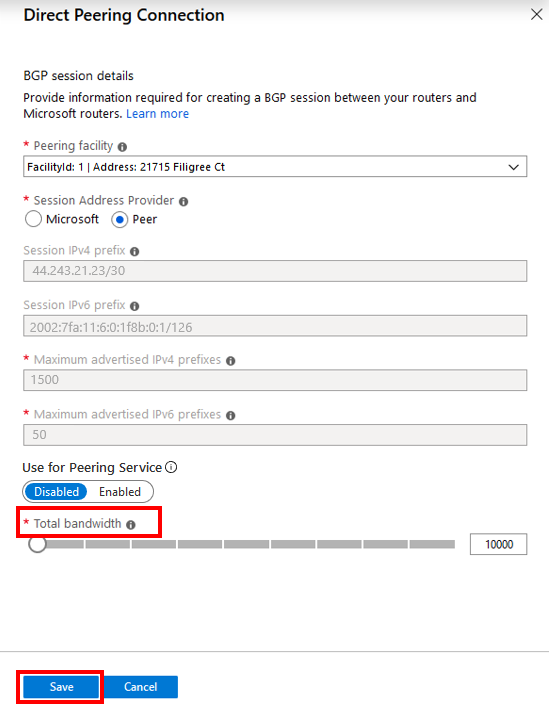 Direct Peering Connection
BGP session details
Provide information required for creating a BGP session between your routers and
Microsoft routers. Learn more
* Peering facility
FacilityId: 1 | Address: 21715 Filigree Ct
* Session Address Provider
Microsoft Peer
Session IPv4 prefix
44.243.21.23/30
Session IPv6 prefix
2002:7fa:11:6:0:1f8b:0:1/126
* Maximum advertised IPv4 prefixes
1500
* Maximum advertised IPv6 prefixes
50
Use for Peering Service
Disabled Enabled
* Total bandwidth
10000
Save Cancel